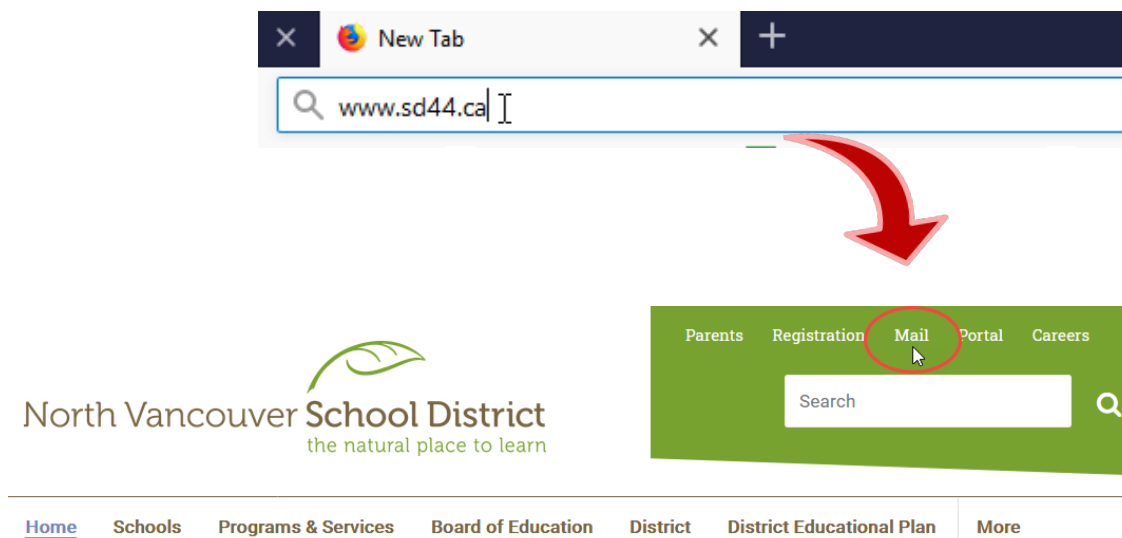 New Tab
www.sd44.ca
Parents Registration Mail Portal Careers
Search
North Vancouver School District
the natural place to learn
Home Schools Programs & Services Board of Education District District Educational Plan More